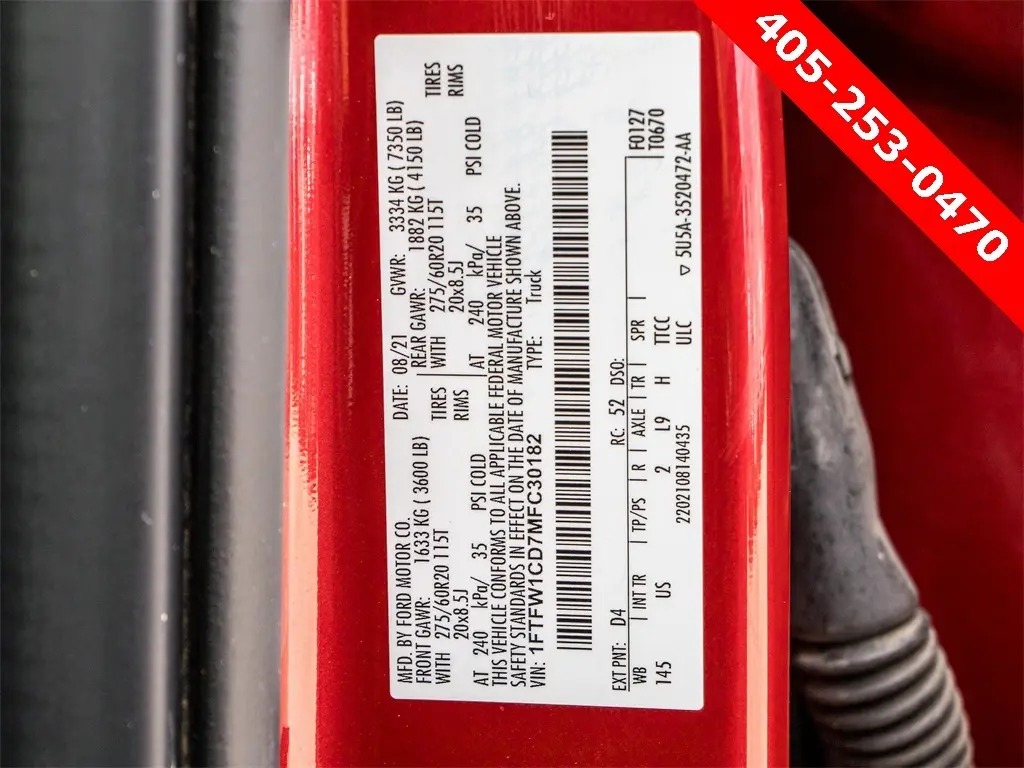 MFD. BY FORD MOTOR CO.
DATE: 08/21 GVWR: 3334 KG ( 7350 LB)
FRONT GAWR: 1633 KG ( 3600 LB)
REAR GAWR: 1882 KG ( 4150 LB)
WITH 275/60R20 115T TIRES
WITH 275/60R20 115T TIRES
20x8.5J RIMS
20x8.5J RIMS
AT 240 kPa/ 35 PSI COLD
AT 240 kPa/ 35 PSI COLD
THIS VEHICLE CONFORMS TO ALL APPLICABLE FEDERAL MOTOR VEHICLE
SAFETY STANDARDS IN EFFECT ON THE DATE OF MANUFACTURE SHOWN ABOVE.
VIN: 1FTFW1CD7MFC30182 TYPE: Truck
EXT PNT: D4 RC: 52 DSO: F0127
WB INT TR TP/PS R AXLE TR SPR T0670
145 US 2 L9 H TTCC
220210814​0435 ULC 5U5A-3520472-AA
405-253-0470